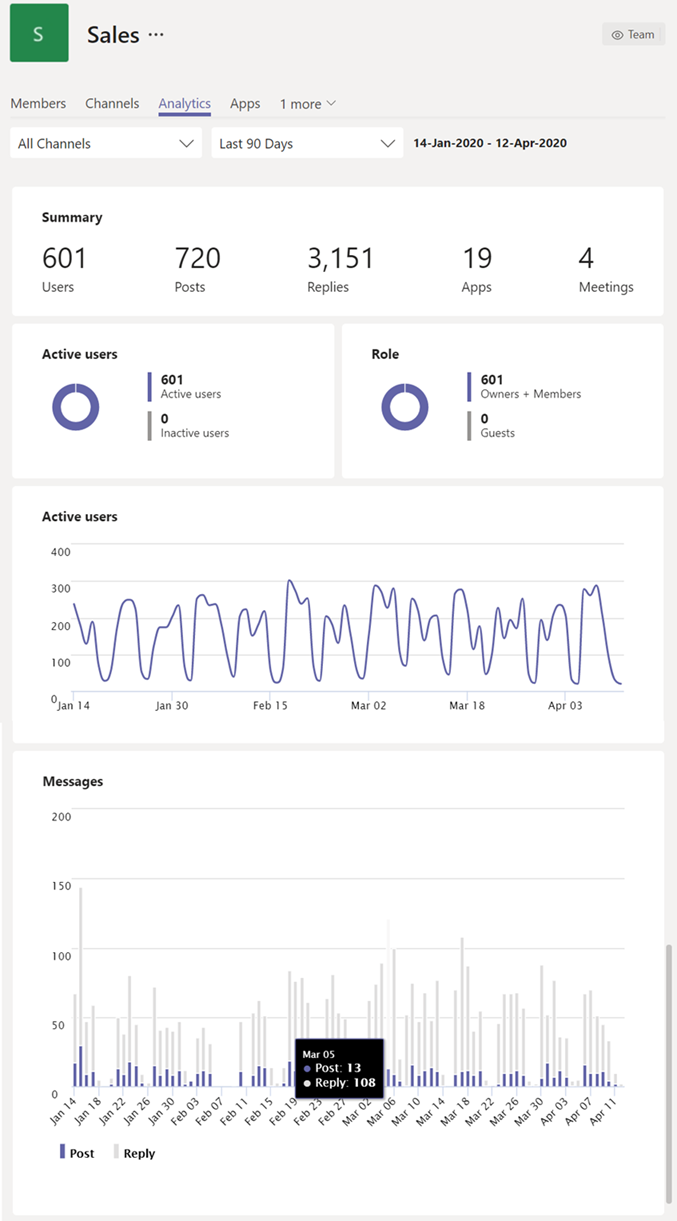 S
Sales ...
Team
Members Channels Analytics Apps 1 more
All Channels Last 90 Days 14-Jan-2020 - 12-Apr-2020
Summary
601 720 3,151 19 4
Users Posts Replies Apps Meetings
Active users
601
Active users
0
Inactive users
Role
601
Owners + Members
0
Guests
Active users
400
300
200
100
0
Jan 14 Jan 30 Feb 15 Mar 02 Mar 18 Apr 03
Messages
200
150
100
50
0
Mar 05
Post: 13
Reply: 108
Jan 14 Jan 18 Jan 22 Jan 26 Jan 30 Feb 03 Feb 07 Feb 11 Feb 15 Feb 19 Feb 23 Feb 27 Mar 02 Mar 06 Mar 10 Mar 14 Mar 18 Mar 22 Mar 26 Mar 30 Apr 03 Apr 07 Apr 11
Post Reply